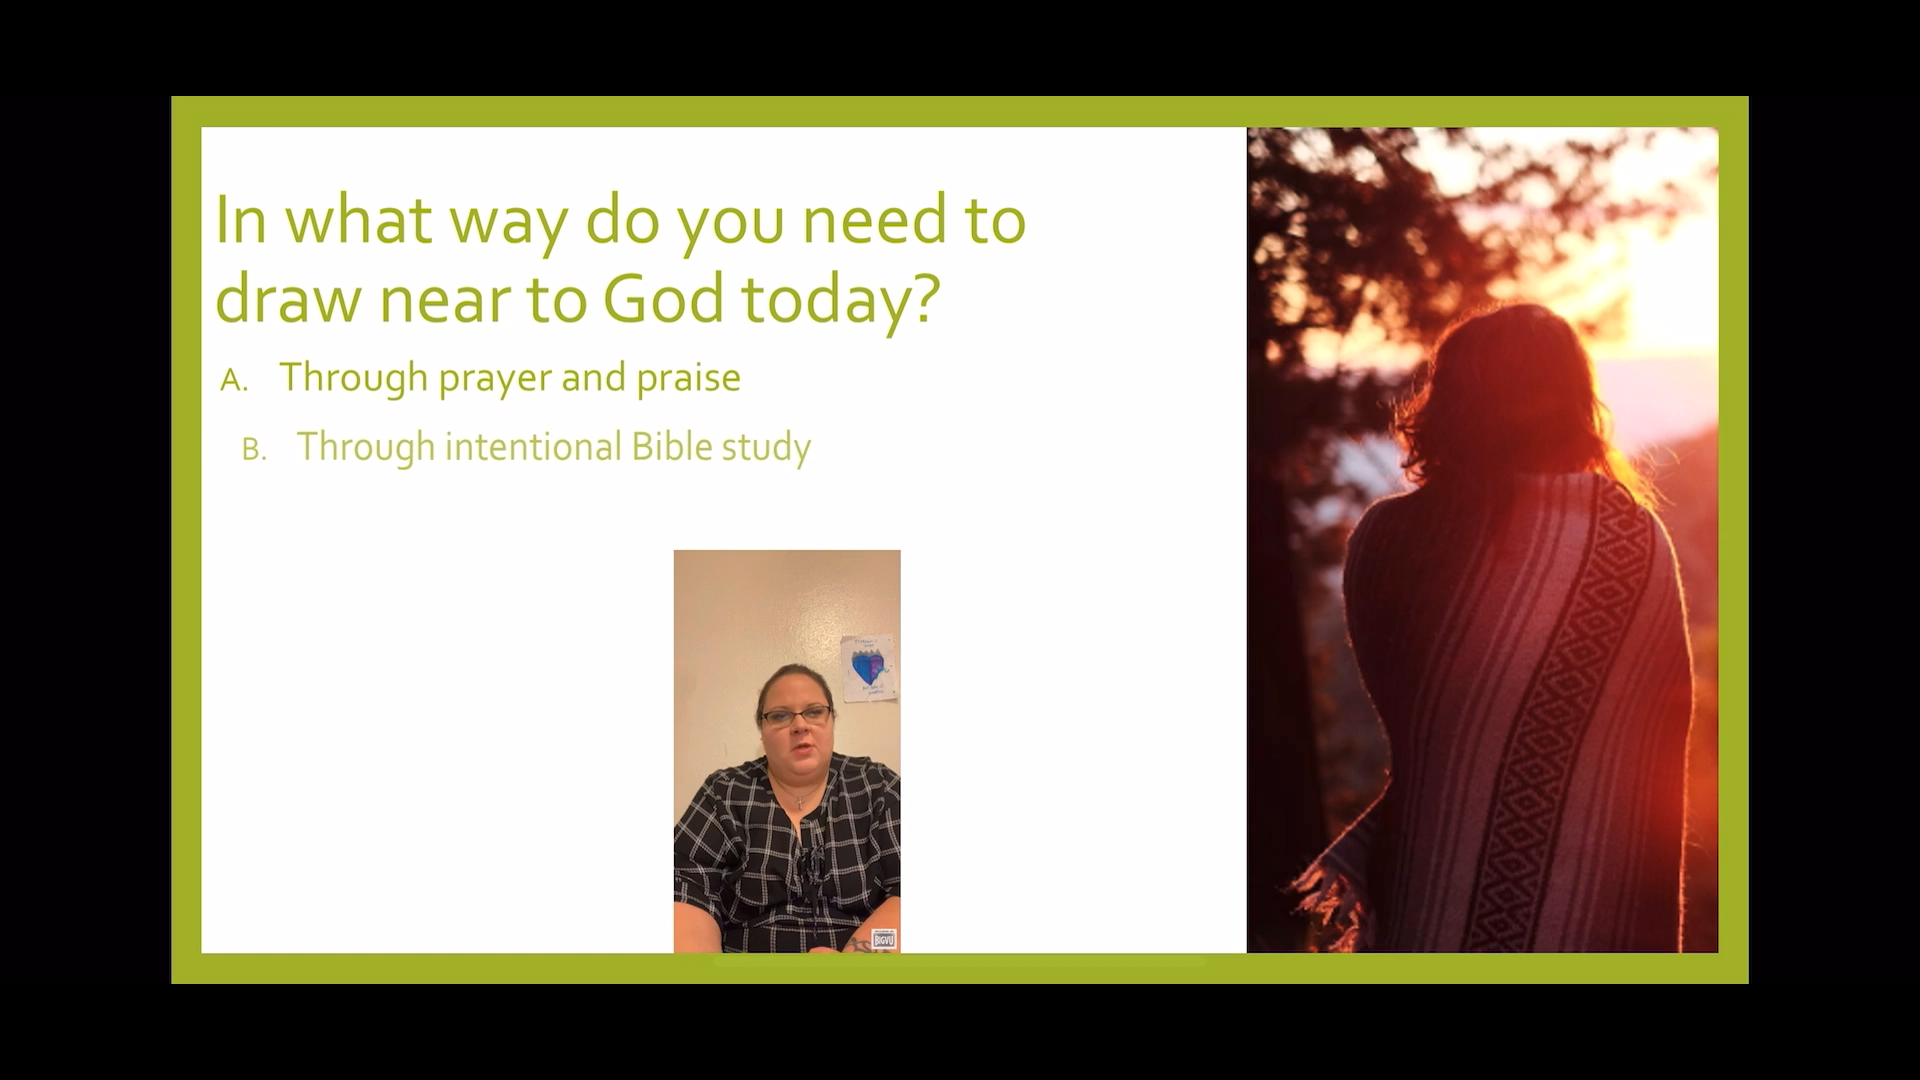 In what way do you need to
draw near to God today?
A. Through prayer and praise
B. Through intentional Bible study
BIGVU